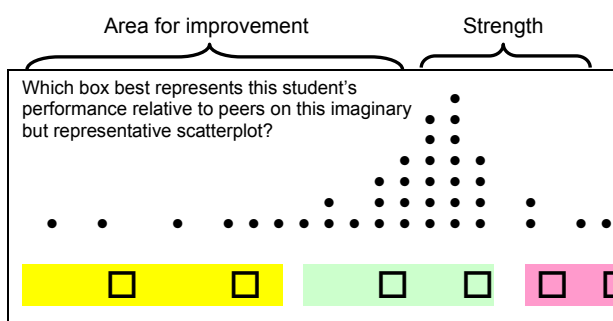 Area for improvement
Strength
Which box best represents this student's
performance relative to peers on this imaginary
but representative scatterplot?